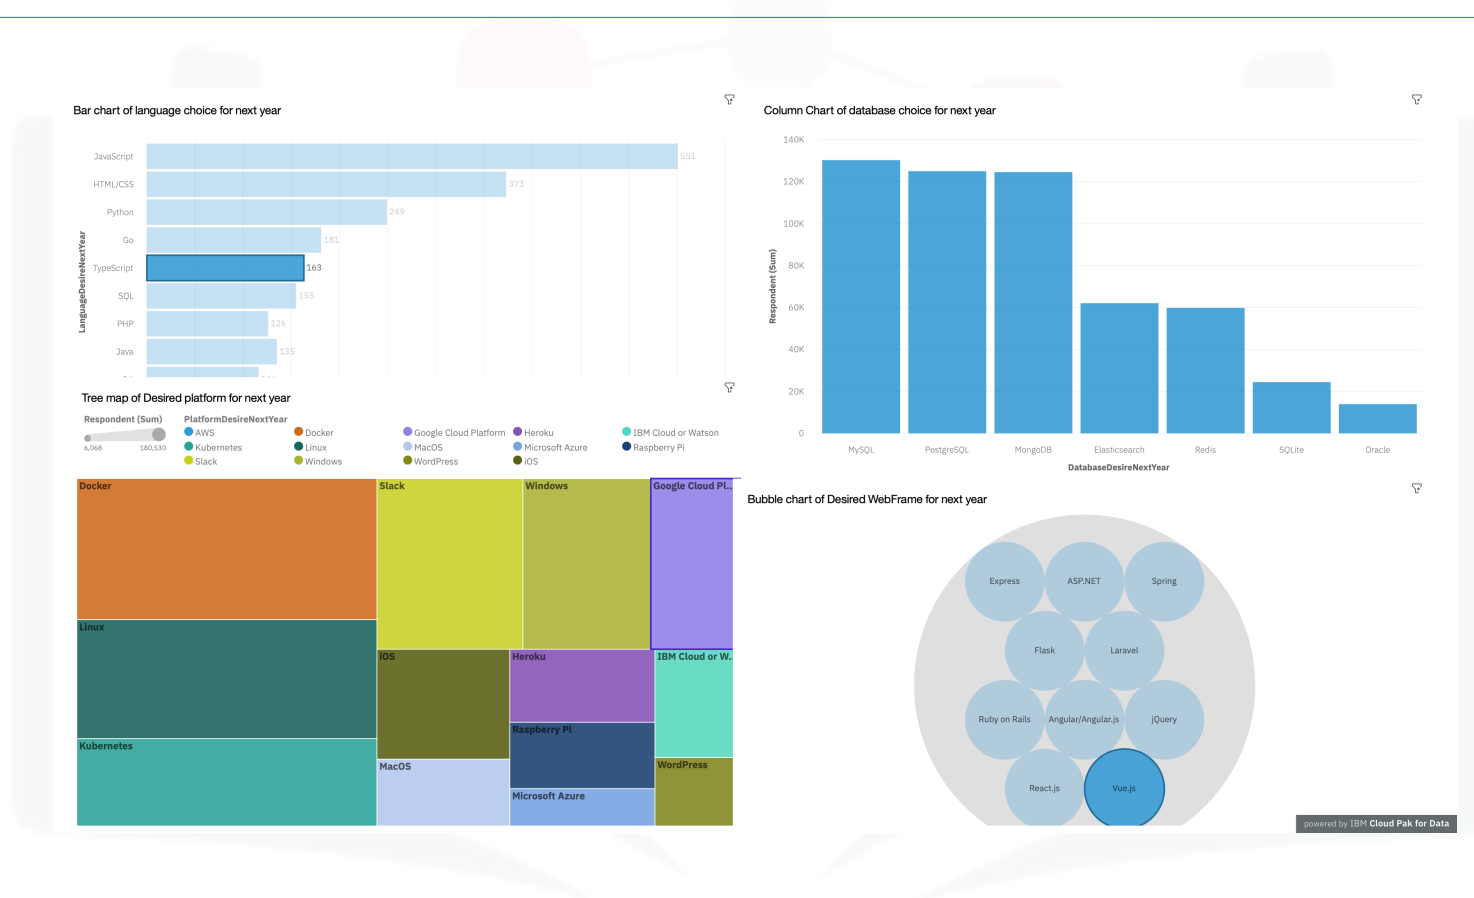 Bar chart of language choice for next year
LanguageDesireNextYear
JavaScript 551
HTML/CSS 373
Python 249
Go 181
TypeScript 163
SQL 155
PHP 126
Java 135
Tree map of Desired platform for next year
Respondent (Sum)
6,068 180,530
PlatformDesireNextYear
AWS Docker Google Cloud Platform Heroku IBM Cloud or Watson
Kubernetes Linux MacOS Microsoft Azure Raspberry Pi
Slack Windows WordPress iOS
Docker Slack Windows Google Cloud Pl..
Linux
iOS Heroku IBM Cloud or W..
Raspberry Pi
Kubernetes
MacOS WordPress
Microsoft Azure
Column Chart of database choice for next year
Respondent (Sum)
140K
120K
100K
80K
60K
40K
20K
0
MySQL PostgreSQL MongoDB Elasticsearch Redis SQLite Oracle
DatabaseDesireNextYear
Bubble chart of Desired WebFrame for next year
Express ASP.NET Spring
Flask Laravel
Ruby on Rails Angular/Angular.js jQuery
React.js Vue.js
powered by IBM Cloud Pak for Data